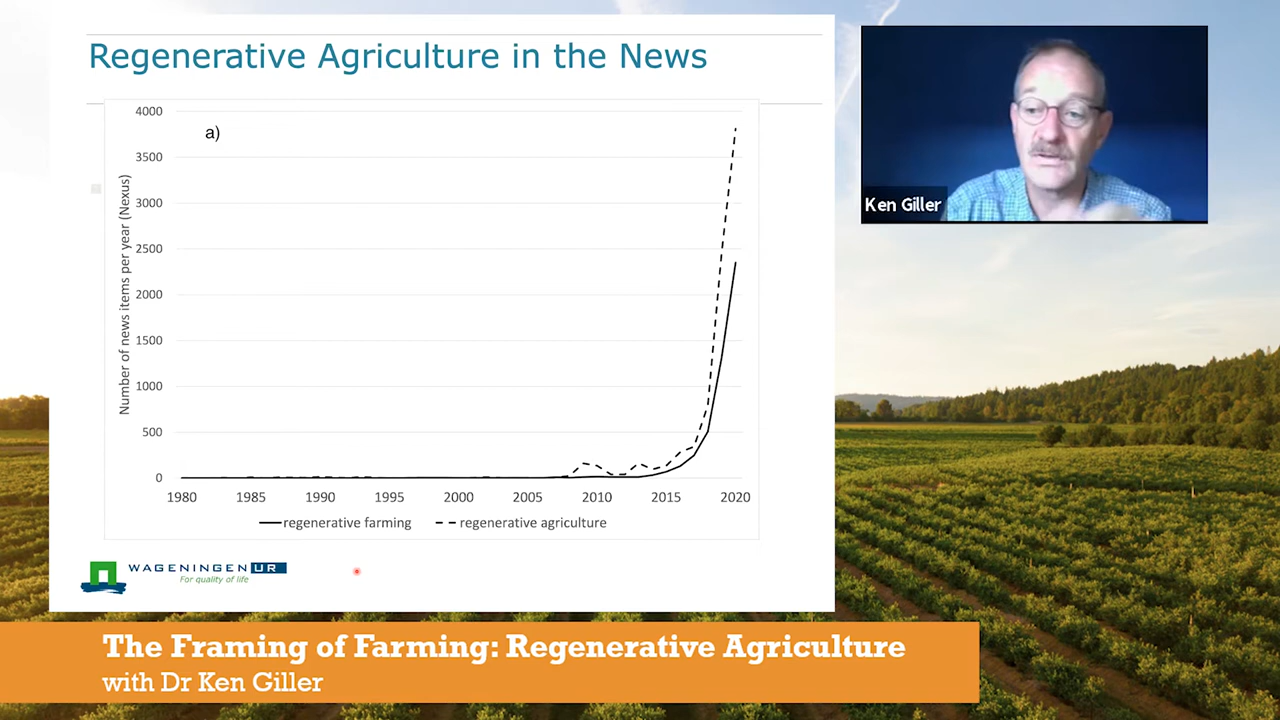 Regenerative Agriculture in the News
a)
Number of news items per year (Nexus)
4000
3500
3000
2500
2000
1500
1000
500
0
1980 1985 1990 1995 2000 2005 2010 2015 2020
regenerative farming regenerative agriculture
WAGENINGEN UR
For quality of life
Ken Giller
The Framing of Farming: Regenerative Agriculture
with Dr Ken Giller